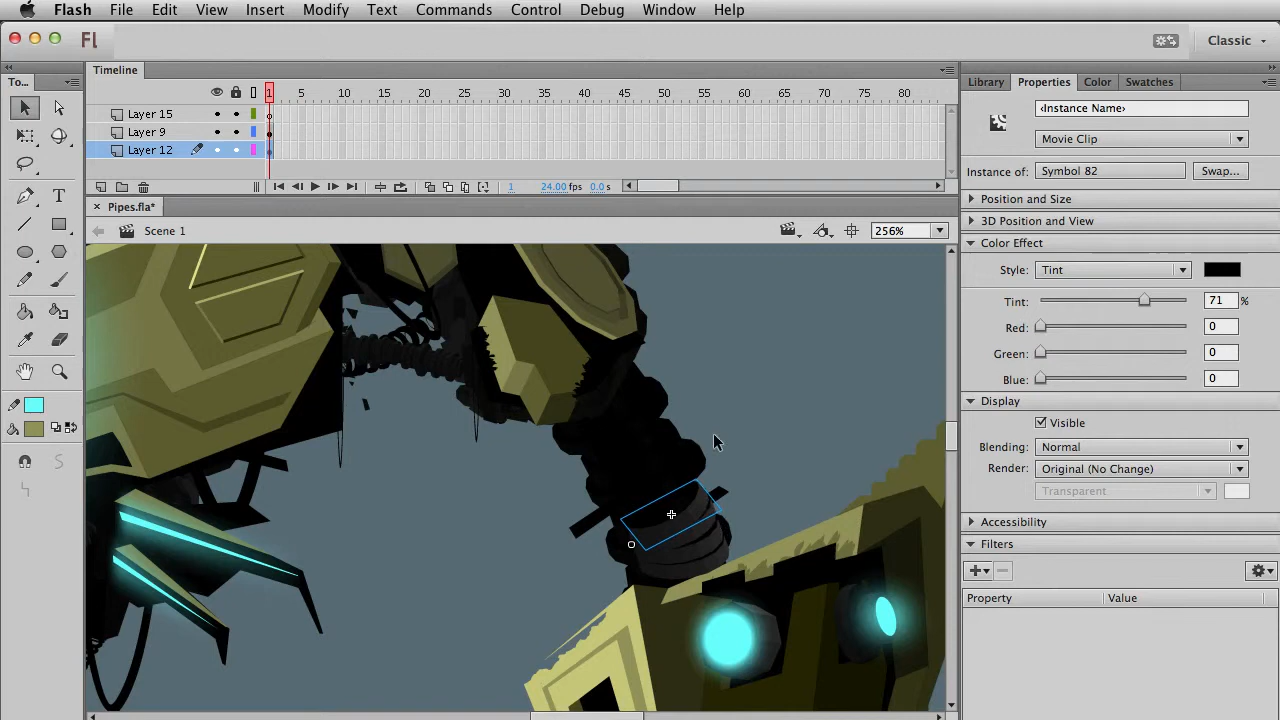 Flash File Edit View Insert Modify Text Commands Control Debug Window Help
Fl Classic
To... Timeline Library Properties Color Swatches
1 5 10 15 20 25 30 35 40 45 50 55 60 65 70 75 80
‹Instance Name›
Layer 15
Layer 9
Movie Clip
Layer 12
Instance of: Symbol 82 Swap...
1 24.00 fps 0.0 s
Position and Size
Pipes.fla*
3D Position and View
Scene 1 256%
Color Effect
Style: Tint
Tint: 71 %
Red: 0
Green: 0
Blue: 0
Display
Visible
Blending: Normal
Render: Original (No Change)
Transparent
Accessibility
Filters
Property Value